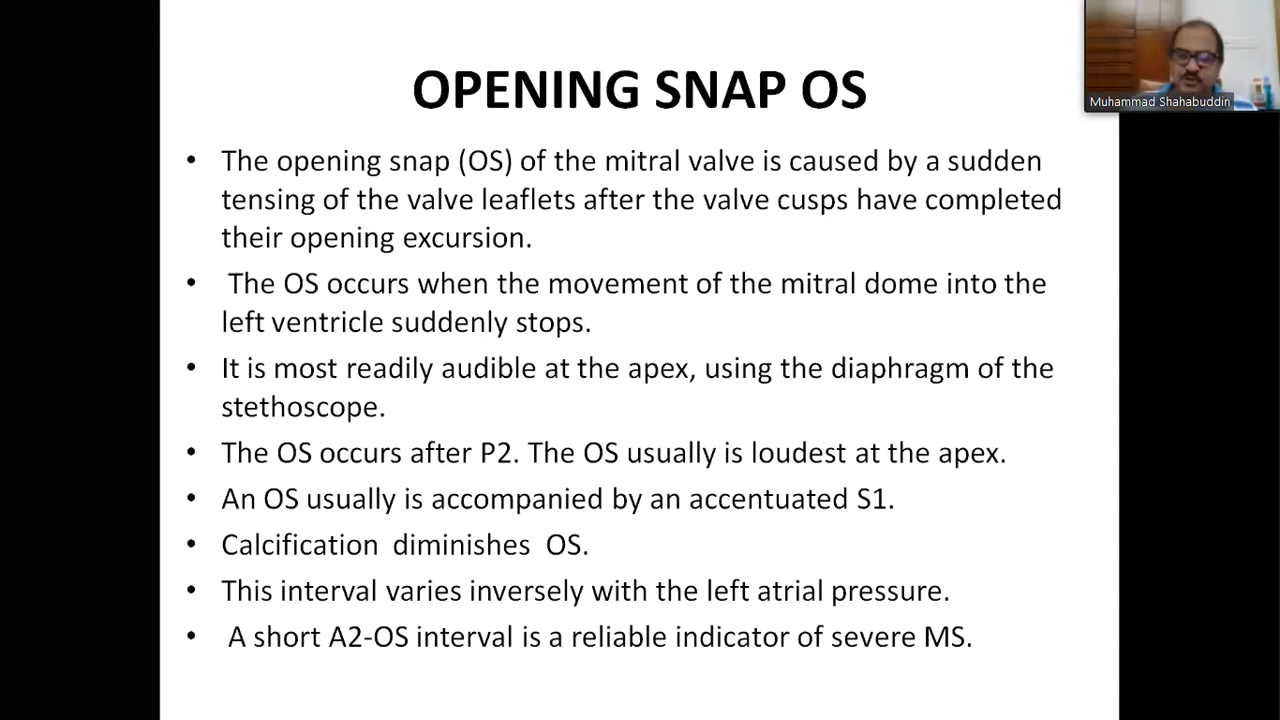 OPENING SNAP OS
Muhammad Shahabuddin
• The opening snap (OS) of the mitral valve is caused by a sudden
tensing of the valve leaflets after the valve cusps have completed
their opening excursion.
• The OS occurs when the movement of the mitral dome into the
left ventricle suddenly stops.
• It is most readily audible at the apex, using the diaphragm of the
stethoscope.
• The OS occurs after P2. The OS usually is loudest at the apex.
• An OS usually is accompanied by an accentuated S1.
• Calcification diminishes OS.
• This interval varies inversely with the left atrial pressure.
• A short A2-OS interval is a reliable indicator of severe MS.